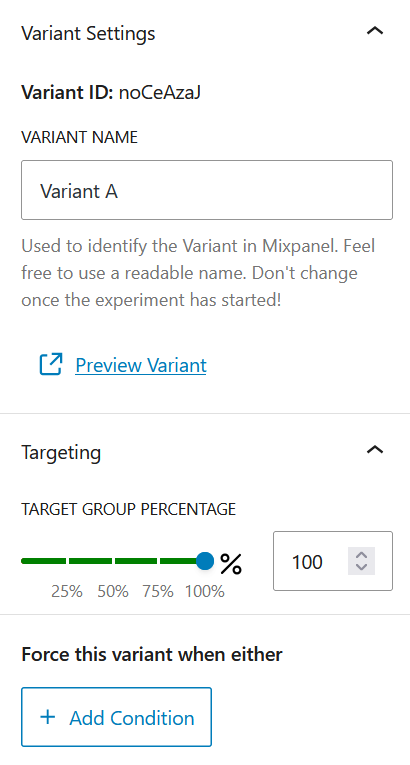 Variant Settings
Variant ID: noCeAzaJ
VARIANT NAME
Variant A
Used to identify the Variant in Mixpanel. Feel
free to use a readable name. Don't change
once the experiment has started!
Preview Variant
Targeting
TARGET GROUP PERCENTAGE
% 100
25% 50% 75% 100%
Force this variant when either
+ Add Condition